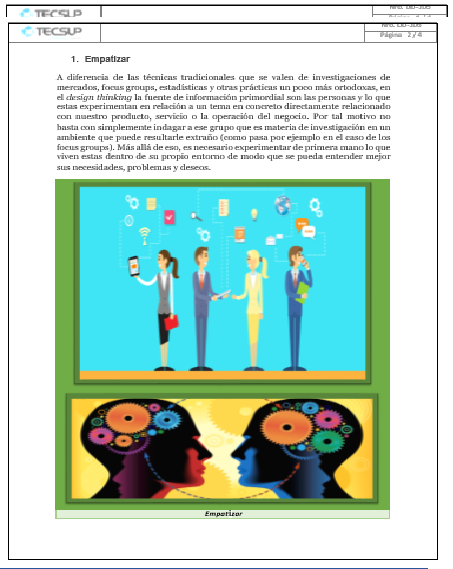 TECSUP
Nro. DD-306
TECSUP
Nro. DD-306
Página 2 / 4
1. Empatizar
A diferencia de las técnicas tradicionales que se valen de investigaciones de
mercados, focus groups, estadísticas y otras prácticas un poco más ortodoxas, en
el design thinking la fuente de información primordial son las personas y lo que
estas experimentan en relación a un tema en concreto directamente relacionado
con nuestro producto, servicio o la operación del negocio. Por tal motivo no
basta con simplemente indagar a ese grupo que es materia de investigación en un
ambiente que puede resultarle extraño (como pasa por ejemplo en el caso de los
focus groups). Más allá de eso, es necesario experimentar de primera mano lo que
viven estas dentro de su propio entorno de modo que se pueda entender mejor
sus necesidades, problemas y deseos.
Empatizar